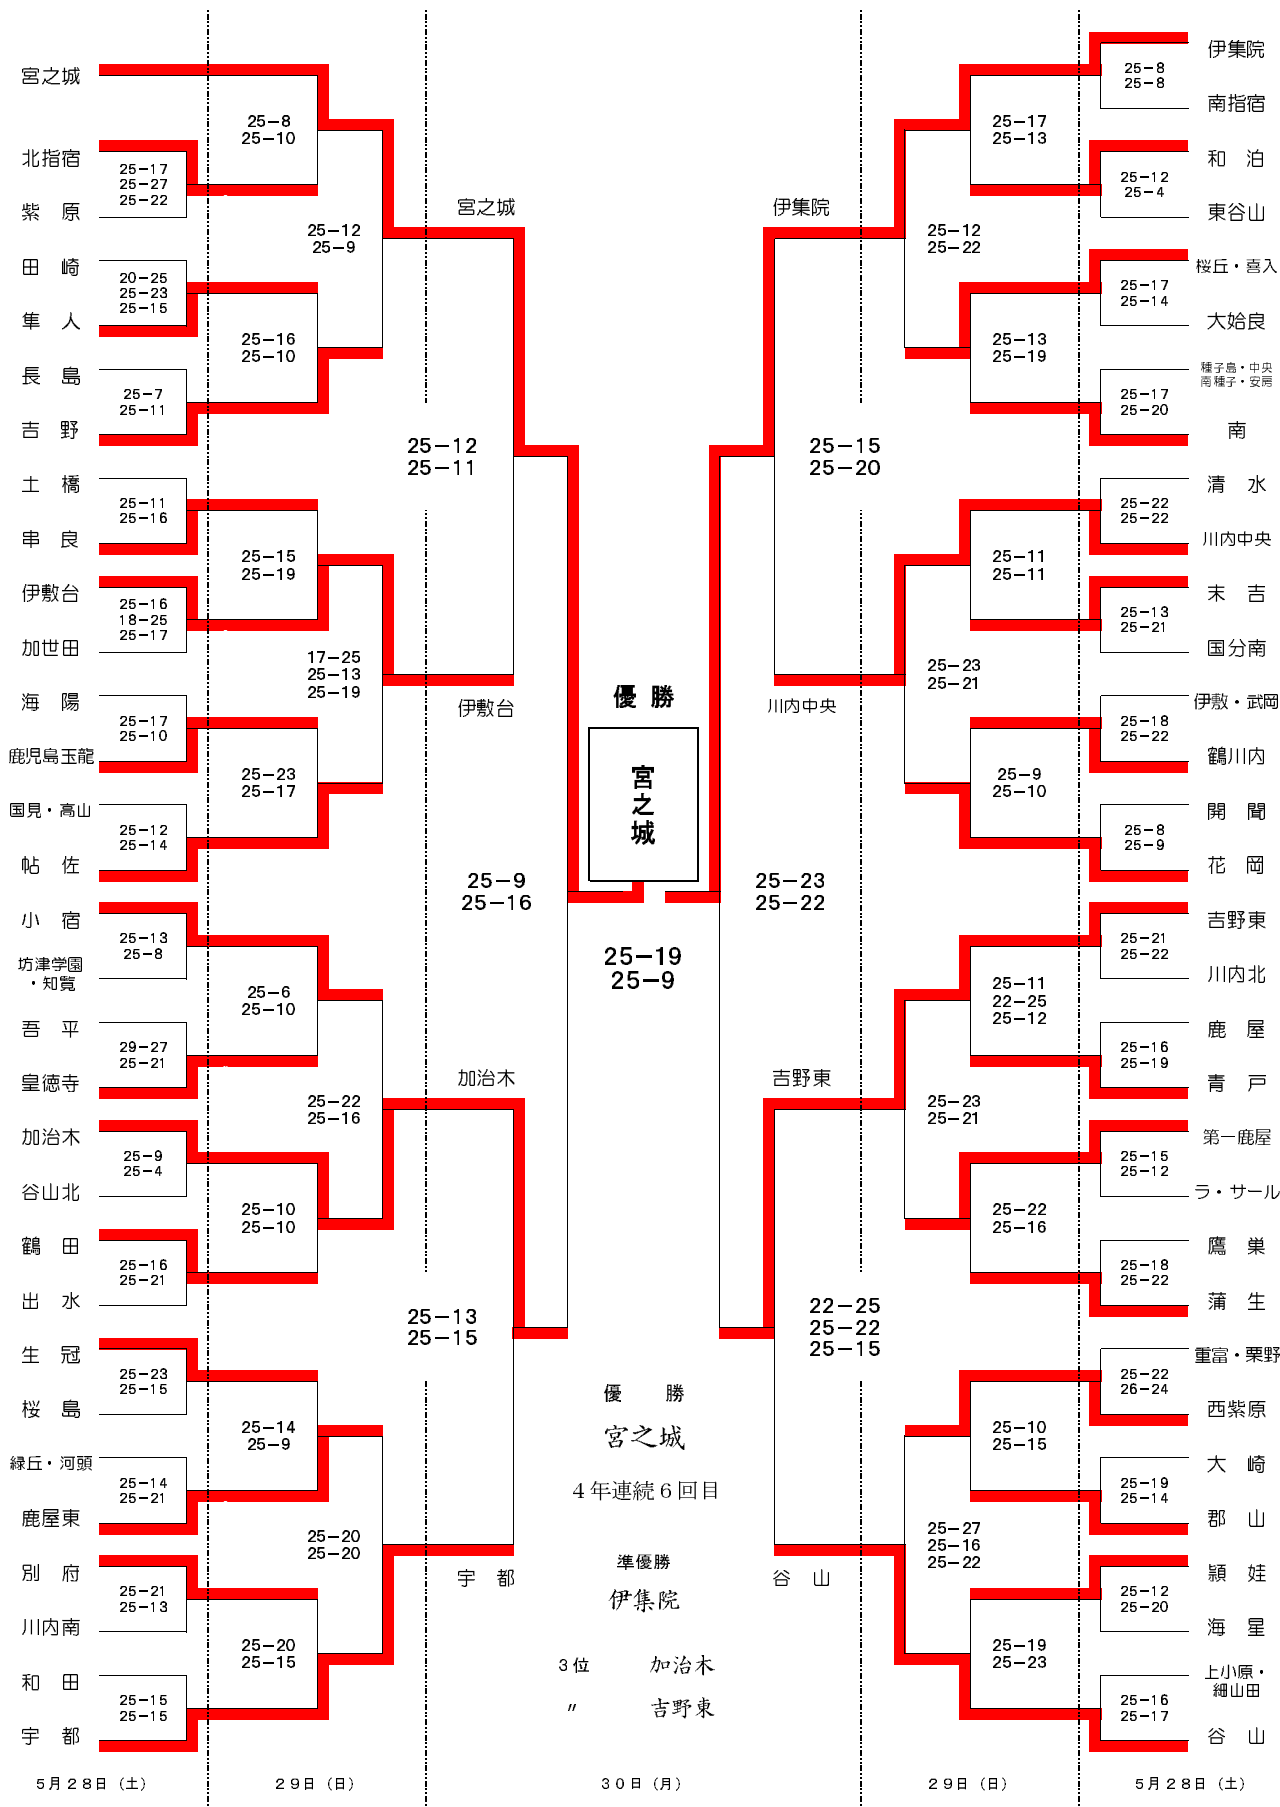 宮之城
25-8
25-10
北指宿
25-17
25-27
25-22
紫　原
25-12
25-9
田　崎
20-25
25-23
25-15
隼　人
25-16
25-10
長　島
25-7
25-11
吉　野
宮之城
25-12
25-11
土　橋
25-11
25-16
串　良
25-15
25-19
伊敷台
25-16
18-25
25-17
加世田
17-25
25-13
25-19
海　陽
25-17
25-10
鹿児島玉龍
25-23
25-17
国見・高山
25-12
25-14
帖　佐
伊敷台
25-9
25-16
小　宿
25-13
25-8
坊津学園
・知覧
25-6
25-10
吾　平
29-27
25-21
皇徳寺
25-22
25-16
加治木
25-9
25-4
谷山北
25-10
25-10
鶴　田
25-16
25-21
出　水
加治木
25-13
25-15
生　冠
25-23
25-15
桜　島
25-14
25-9
緑丘・河頭
25-14
25-21
鹿屋東
25-20
25-20
別　府
25-21
25-13
川内南
25-20
25-15
和　田
25-15
25-15
宇　都
宇　都
優 勝
宮之城
25-19
25-9
優　勝
宮之城
４年連続６回目
準優勝
伊集院
３位　加治木
〃　吉野東
伊集院
25-8
25-8
南指宿
25-17
25-13
和　泊
25-12
25-4
東谷山
25-12
25-22
桜丘・喜入
25-17
25-14
大姶良
25-13
25-19
種子島・中央
南種子・安房
25-17
25-20
南
伊集院
25-15
25-20
清　水
25-22
25-22
川内中央
25-11
25-11
末　吉
25-13
25-21
国分南
25-23
25-21
伊敷・武岡
25-18
25-22
鶴川内
25-9
25-10
開　聞
25-8
25-9
花　岡
川内中央
25-23
25-22
吉野東
25-21
25-22
川内北
25-11
22-25
25-12
鹿　屋
25-16
25-19
青　戸
25-23
25-21
第一鹿屋
25-15
25-12
ラ・サール
25-22
25-16
鷹　巣
25-18
25-22
蒲　生
吉野東
22-25
25-22
25-15
重富・栗野
25-22
26-24
西紫原
25-10
25-15
大　崎
25-19
25-14
郡　山
25-27
25-16
25-22
頴　娃
25-12
25-20
海　星
25-19
25-23
上小原・
細山田
25-16
25-17
谷　山
谷　山
５月２８日（土）
２９日（日）
３０日（月）
２９日（日）
５月２８日（土）